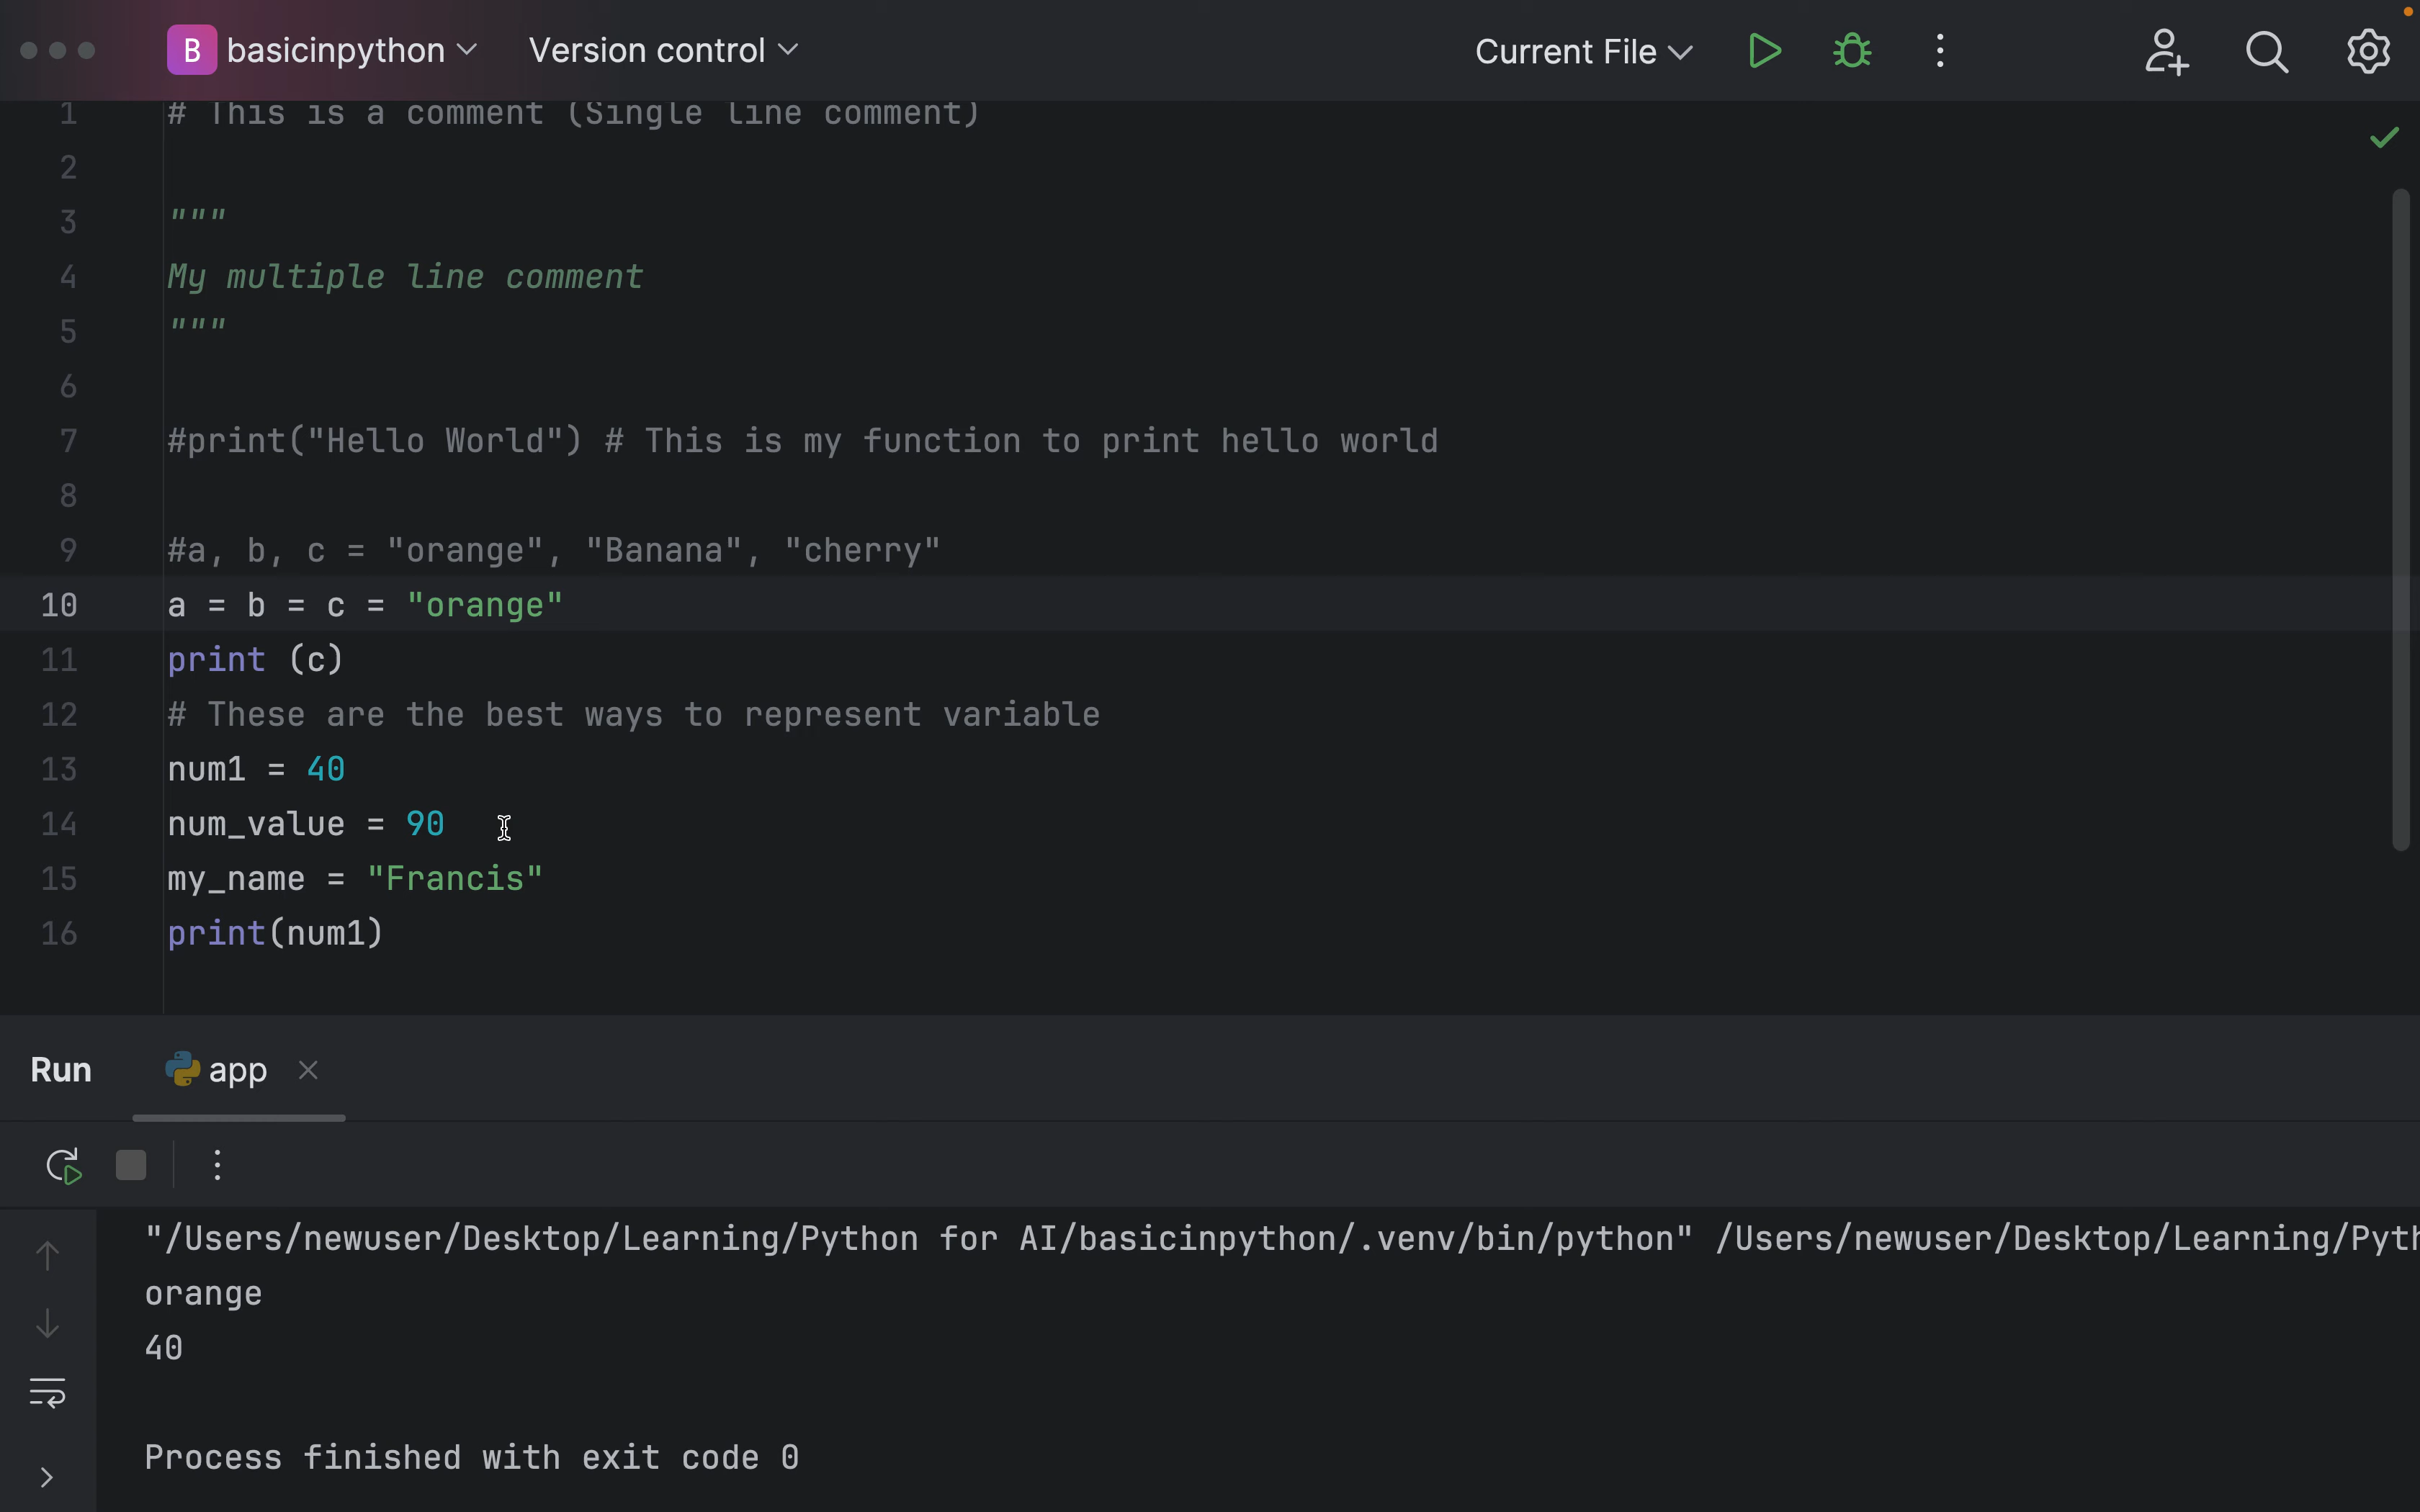 B basicinpython Version control Current File
1 # This is a comment (Single line comment)
2
3 """
4 My multiple line comment
5 """
6
7 #print("Hello World") # This is my function to print hello world
8
9 #a, b, c = "orange", "Banana", "cherry"
10 a = b = c = "orange"
11 print (c)
12 # These are the best ways to represent variable
13 num1 = 40
14 num_value = 90
15 my_name = "Francis"
16 print(num1)
Run app
"/Users/newuser/Desktop/Learning/Python for AI/basicinpython/.venv/bin/python" /Users/newuser/Desktop/Learning/Pyth
orange
40
Process finished with exit code 0